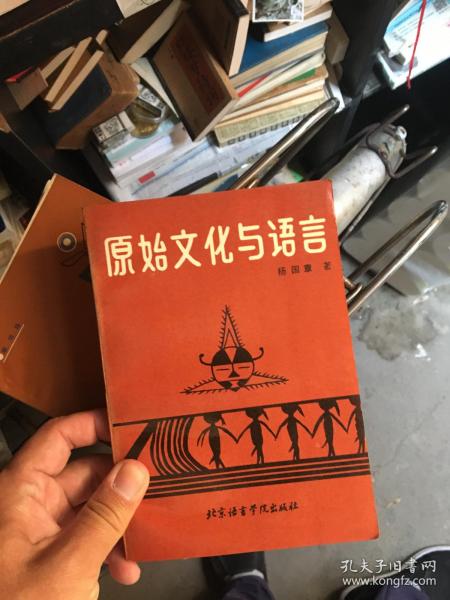 原始文化与语言
杨国章 著
北京语言学院出版社
孔夫子旧书网
www.kongfz.com